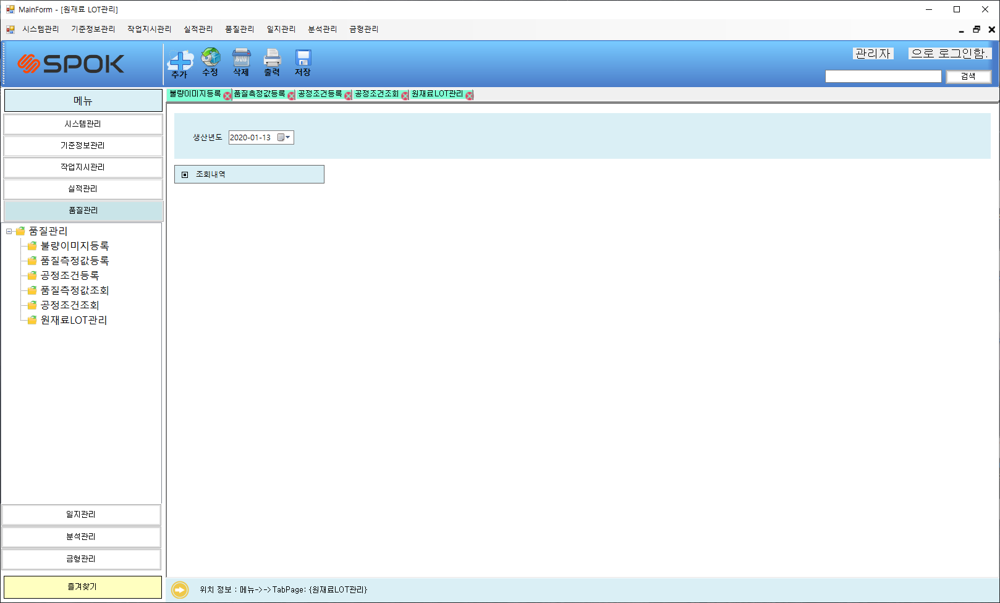 MainForm - [원재료 LOT관리]
시스템관리 기준정보관리 작업지시관리 실적관리 품질관리 일지관리 분석관리 금형관리
SPOK
추가 수정 삭제 출력 저장
관리자 으로 로그인함.
검색
메뉴
불량이미지등록 품질측정값등록 공정조건등록 공정조건조회 원재료LOT관리
시스템관리
기준정보관리
작업지시관리
실적관리
품질관리
품질관리
불량이미지등록
품질측정값등록
공정조건등록
품질측정값조회
공정조건조회
원재료LOT관리
일지관리
분석관리
금형관리
즐겨찾기
생산년도 2020-01-13
조회내역
위치 정보 : 메뉴->->TabPage: {원재료LOT관리}